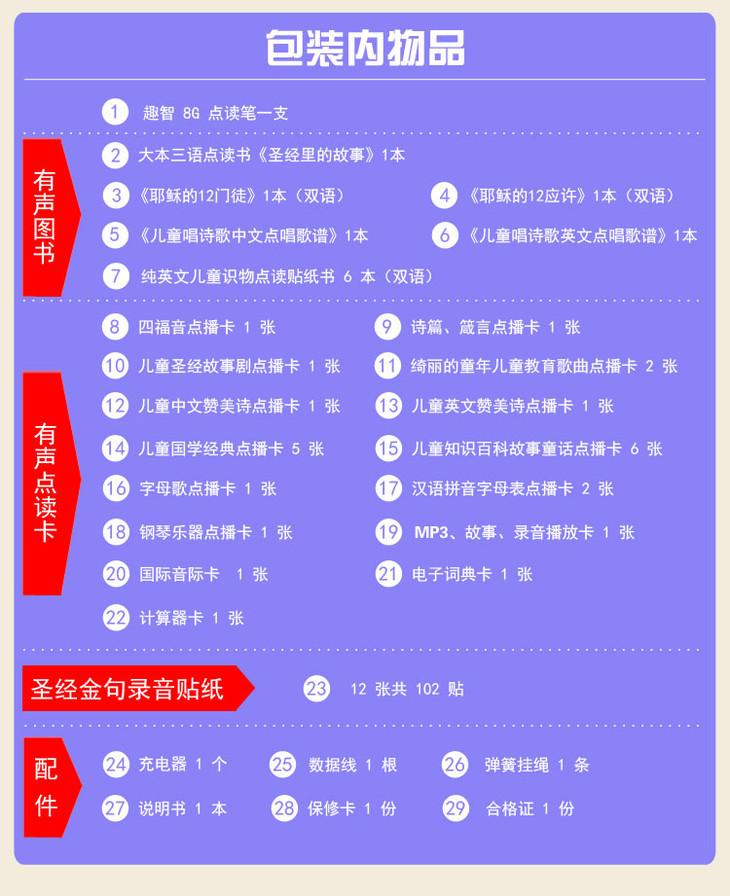 包装内物品
1 趣智 8G 点读笔一支
有声图书
2 大本三语点读书《圣经里的故事》1本
3 《耶稣的12门徒》1本（双语）
4 《耶稣的12应许》1本（双语）
5 《儿童唱诗歌中文点唱歌谱》1本
6 《儿童唱诗歌英文点唱歌谱》1本
7 纯英文儿童识物点读贴纸书 6 本（双语）
有声点读卡
8 四福音点播卡 1 张
9 诗篇、箴言点播卡 1 张
10 儿童圣经故事剧点播卡 1 张
11 绮丽的童年儿童教育歌曲点播卡 2 张
12 儿童中文赞美诗点播卡 1 张
13 儿童英文赞美诗点播卡 1 张
14 儿童国学经典点播卡 5 张
15 儿童知识百科故事童话点播卡 6 张
16 字母歌点播卡 1 张
17 汉语拼音字母表点播卡 2 张
18 钢琴乐器点播卡 1 张
19 MP3、故事、录音播放卡 1 张
20 国际音际卡 1 张
21 电子词典卡 1 张
22 计算器卡 1 张
圣经金句录音贴纸
23 12 张共 102 贴
配件
24 充电器 1 个
25 数据线 1 根
26 弹簧挂绳 1 条
27 说明书 1 本
28 保修卡 1 份
29 合格证 1 份